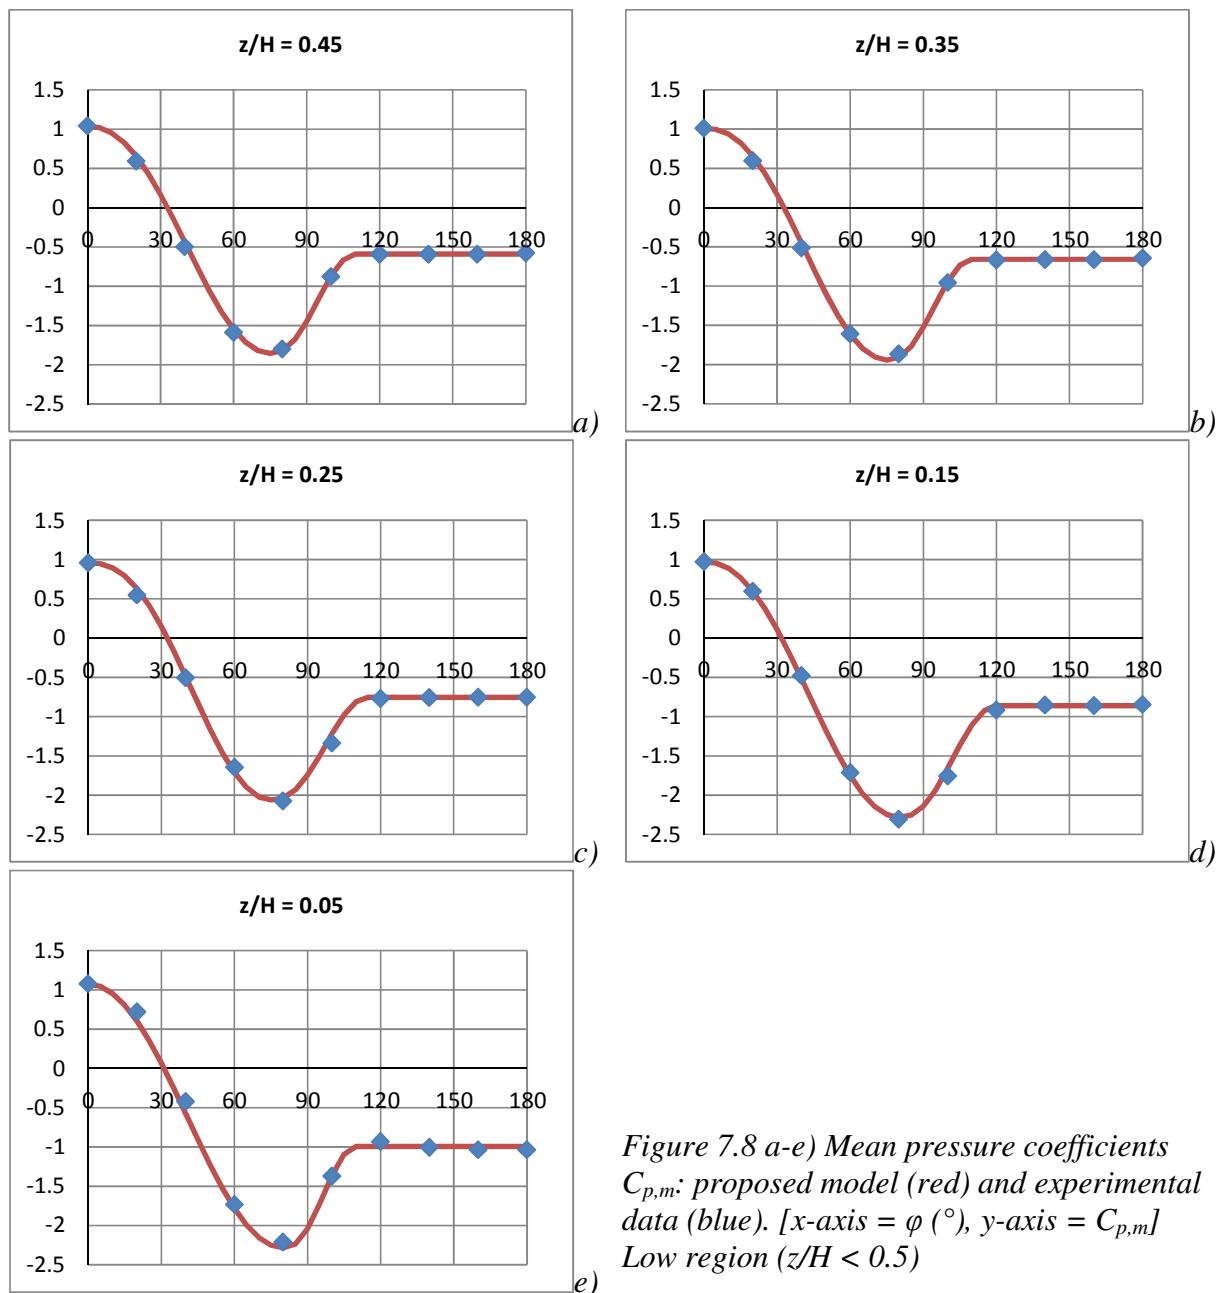 z/H = 0.45
1.5
1
0.5
0
-0.5
-1
-1.5
-2
-2.5
0 30 60 90 120 150 180
a)
z/H = 0.35
1.5
1
0.5
0
-0.5
-1
-1.5
-2
-2.5
0 30 60 90 120 150 180
b)
z/H = 0.25
1.5
1
0.5
0
-0.5
-1
-1.5
-2
-2.5
0 30 60 90 120 150 180
c)
z/H = 0.15
1.5
1
0.5
0
-0.5
-1
-1.5
-2
-2.5
0 30 60 90 120 150 180
d)
z/H = 0.05
1.5
1
0.5
0
-0.5
-1
-1.5
-2
-2.5
0 30 60 90 120 150 180
e)
Figure 7.8 a-e) Mean pressure coefficients
Cp,m: proposed model (red) and experimental
data (blue). [x-axis = φ (°), y-axis = Cp,m]
Low region (z/H < 0.5)